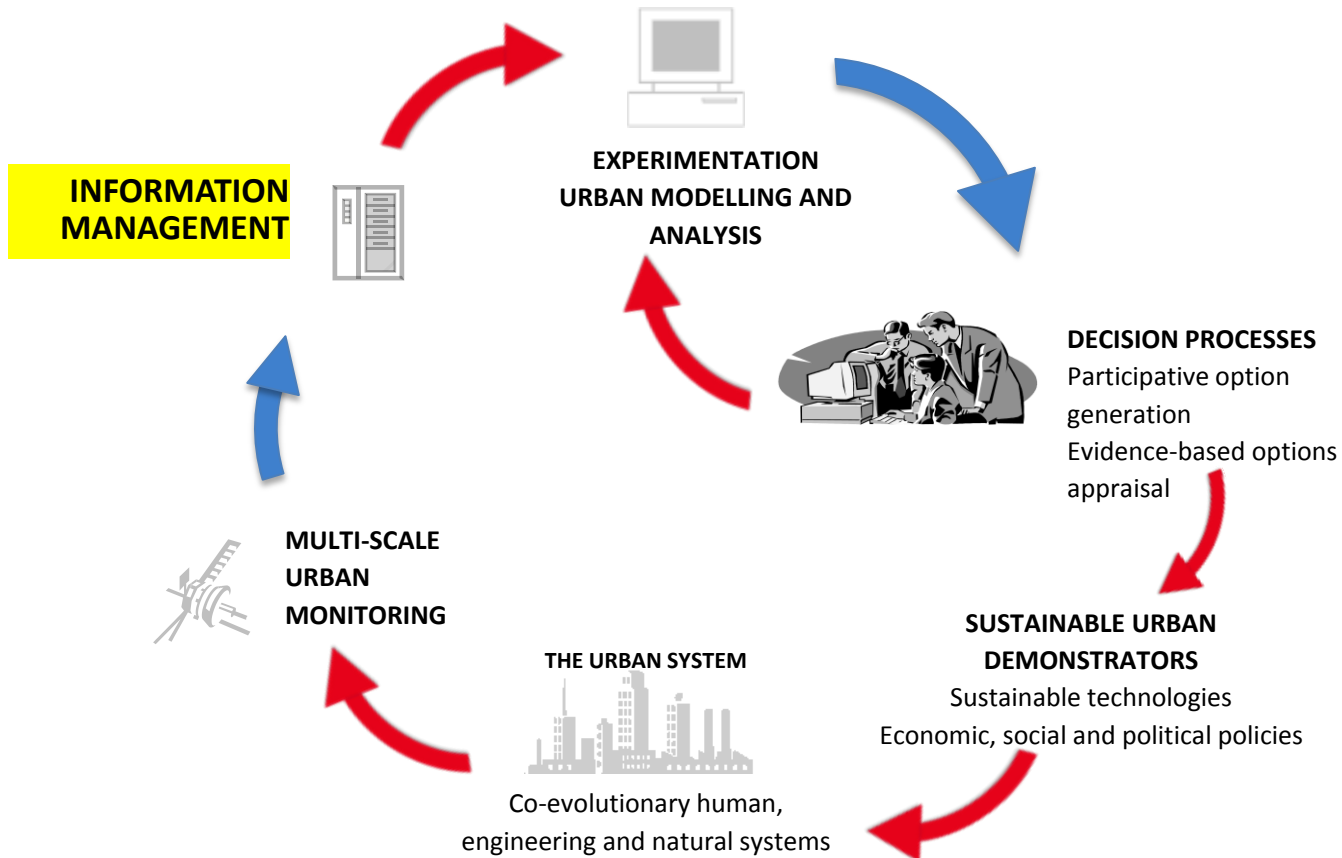 EXPERIMENTATION
URBAN MODELLING AND
ANALYSIS
INFORMATION
MANAGEMENT
DECISION PROCESSES
Participative option
generation
Evidence-based options
appraisal
MULTI-SCALE
URBAN
MONITORING
SUSTAINABLE URBAN
DEMONSTRATORS
Sustainable technologies
Economic, social and political policies
THE URBAN SYSTEM
Co-evolutionary human,
engineering and natural systems